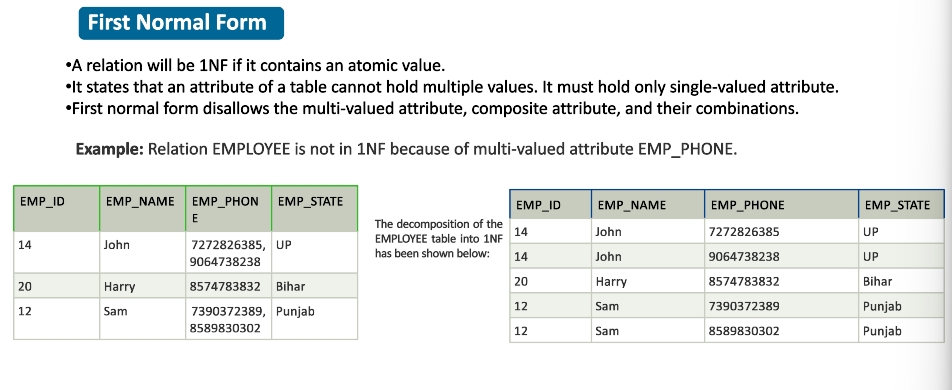 First Normal Form
•A relation will be 1NF if it contains an atomic value.
•It states that an attribute of a table cannot hold multiple values. It must hold only single-valued attribute.
•First normal form disallows the multi-valued attribute, composite attribute, and their combinations.
Example: Relation EMPLOYEE is not in 1NF because of multi-valued attribute EMP_PHONE.
EMP_ID EMP_NAME EMP_PHON EMP_STATE
E
14 John 7272826385, UP
9064738238
20 Harry 8574783832 Bihar
12 Sam 7390372389, Punjab
8589830302
The decomposition of the
EMPLOYEE table into 1NF
has been shown below:
EMP_ID EMP_NAME EMP_PHONE EMP_STATE
14 John 7272826385 UP
14 John 9064738238 UP
20 Harry 8574783832 Bihar
12 Sam 7390372389 Punjab
12 Sam 8589830302 Punjab